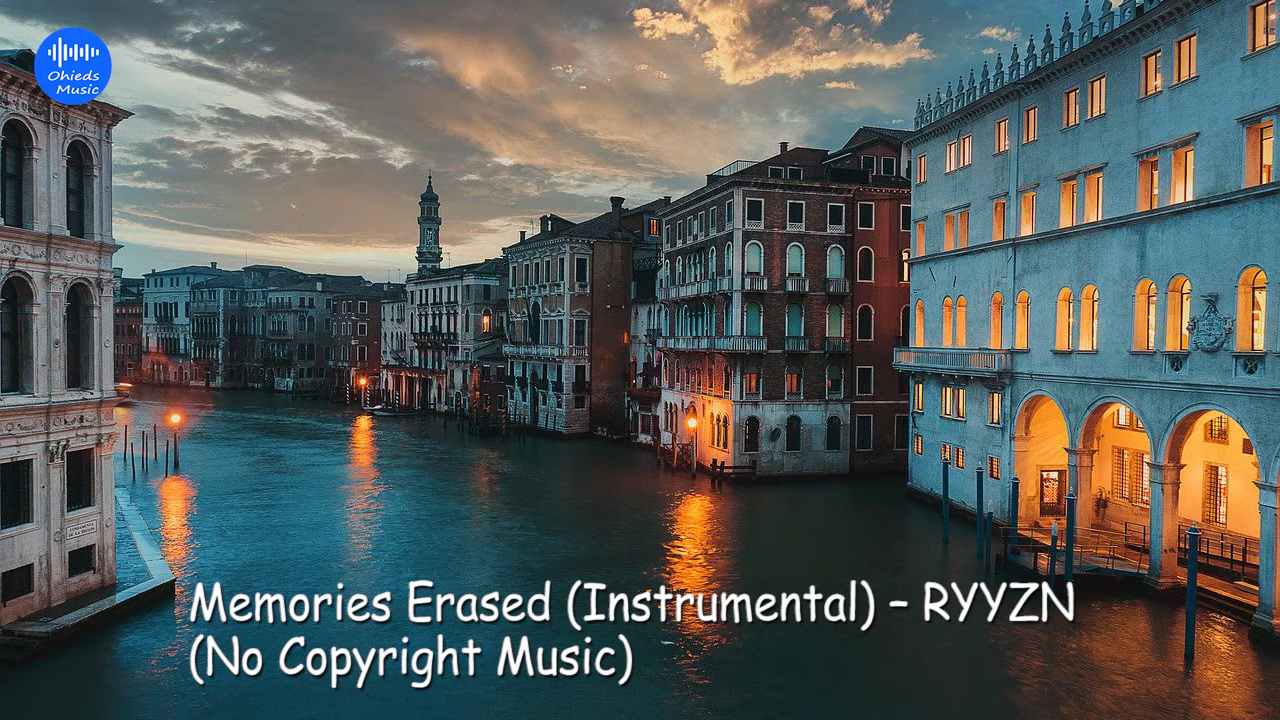 Ohieds
Music
Memories Erased (Instrumental) – RYYZN
(No Copyright Music)